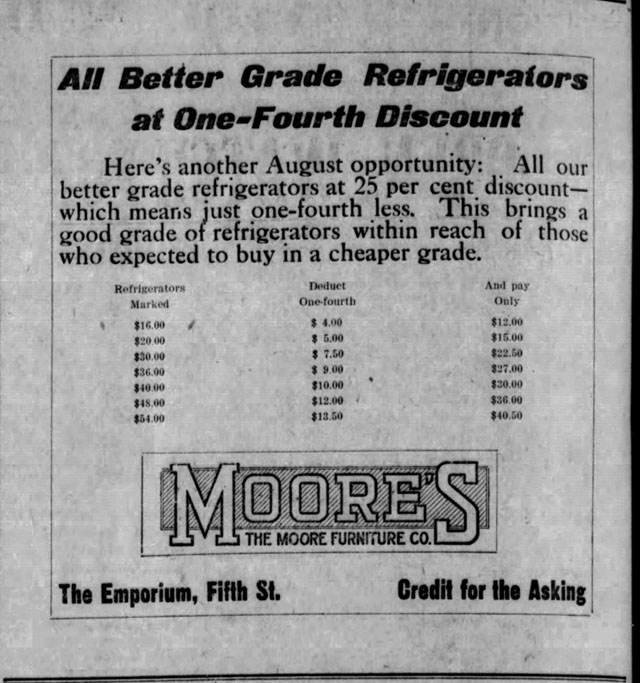 All Better Grade Refrigerators
at One-Fourth Discount
Here's another August opportunity: All our
better grade refrigerators at 25 per cent discount—
which means just one-fourth less. This brings a
good grade of refrigerators within reach of those
who expected to buy in a cheaper grade.
Refrigerators Deduct And pay
Marked One-fourth Only
$16.00 $ 4.00 $12.00
$20.00 $ 5.00 $15.00
$30.00 $ 7.50 $22.50
$36.00 $ 9.00 $27.00
$40.00 $10.00 $30.00
$48.00 $12.00 $36.00
$54.00 $13.50 $40.50
MOORE'S
THE MOORE FURNITURE CO.
The Emporium, Fifth St. Credit for the Asking